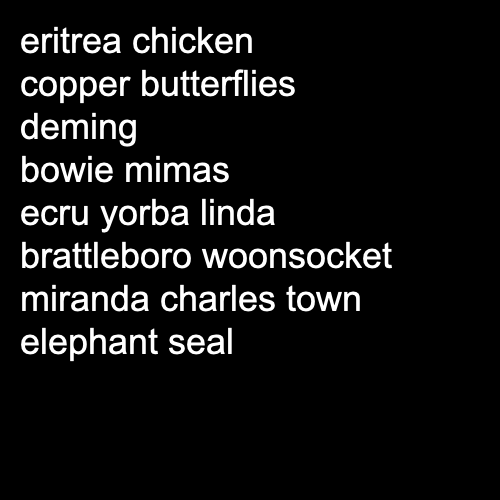 eritrea chicken
copper butterflies
deming
bowie mimas
ecru yorba linda
brattleboro woonsocket
miranda charles town
elephant seal